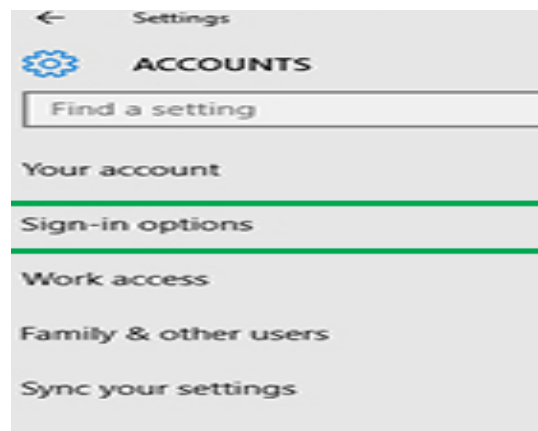 Settings
ACCOUNTS
Find a setting
Your account
Sign-in options
Work access
Family & other users
Sync your settings